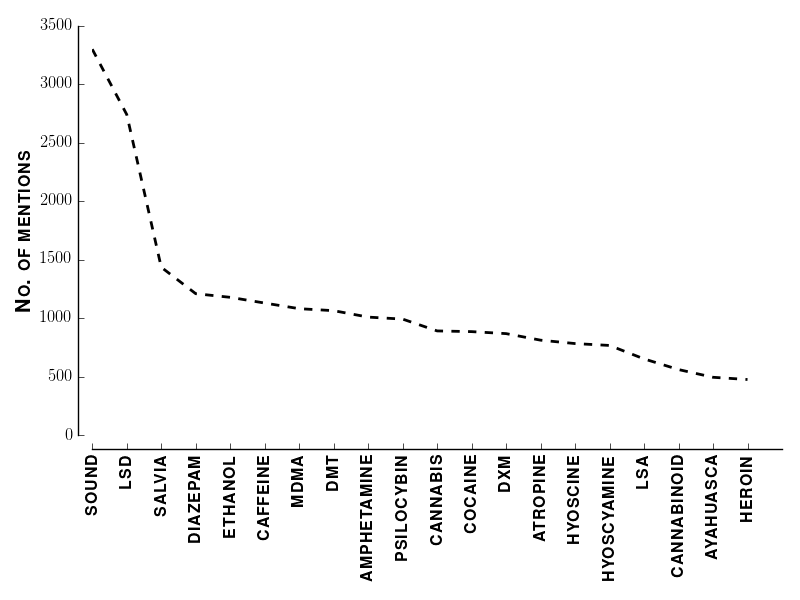 3500
3000
2500
2000
1500
1000
500
0
No. of mentions
SOUND
LSD
SALVIA
DIAZEPAM
ETHANOL
CAFFEINE
MDMA
DMT
AMPHETAMINE
PSILOCYBIN
CANNABIS
COCAINE
DXM
ATROPINE
HYOSCINE
HYOSCYAMINE
LSA
CANNABINOID
AYAHUASCA
HEROIN